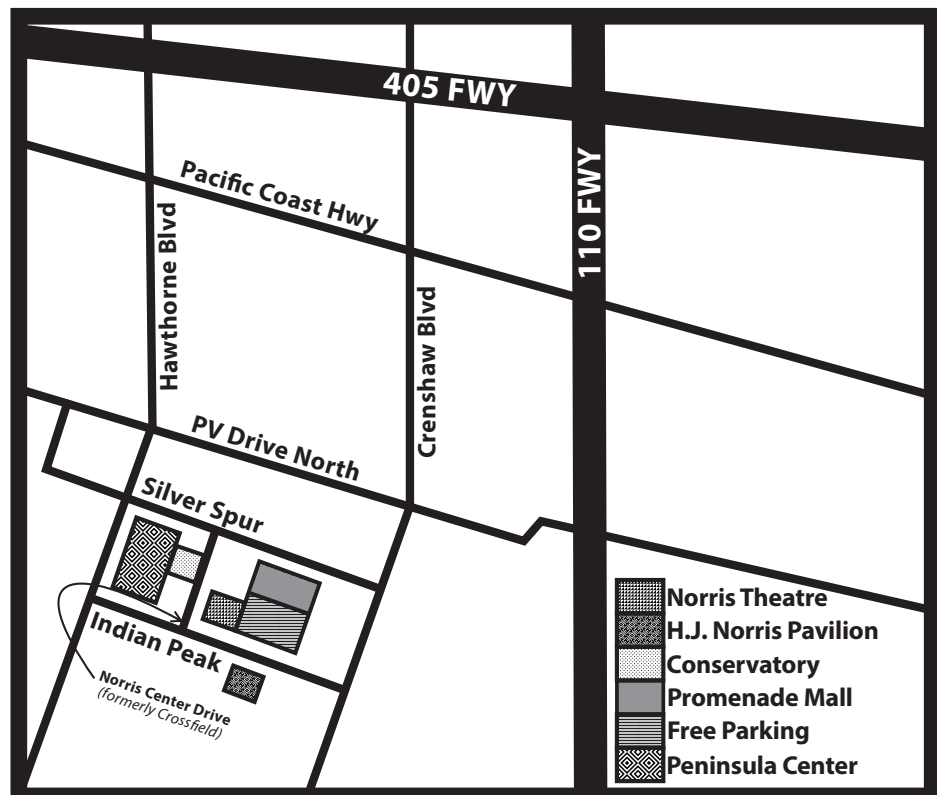 405 FWY
Pacific Coast Hwy
110 FWY
Hawthorne Blvd
Crenshaw Blvd
PV Drive North
Silver Spur
Indian Peak
Norris Center Drive
(formerly Crossfield)
Norris Theatre
H.J. Norris Pavilion
Conservatory
Promenade Mall
Free Parking
Peninsula Center